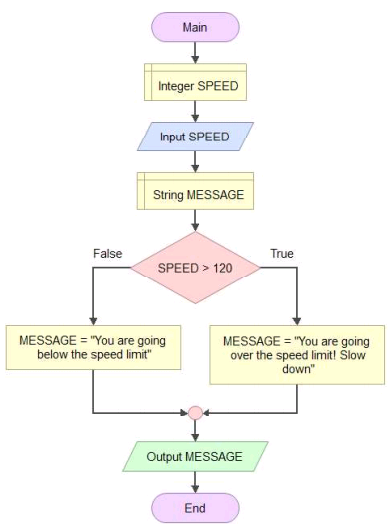 Main
Integer SPEED
Input SPEED
String MESSAGE
False
True
SPEED > 120
MESSAGE = "You are going
below the speed limit"
MESSAGE = "You are going
over the speed limit! Slow
down"
Output MESSAGE
End